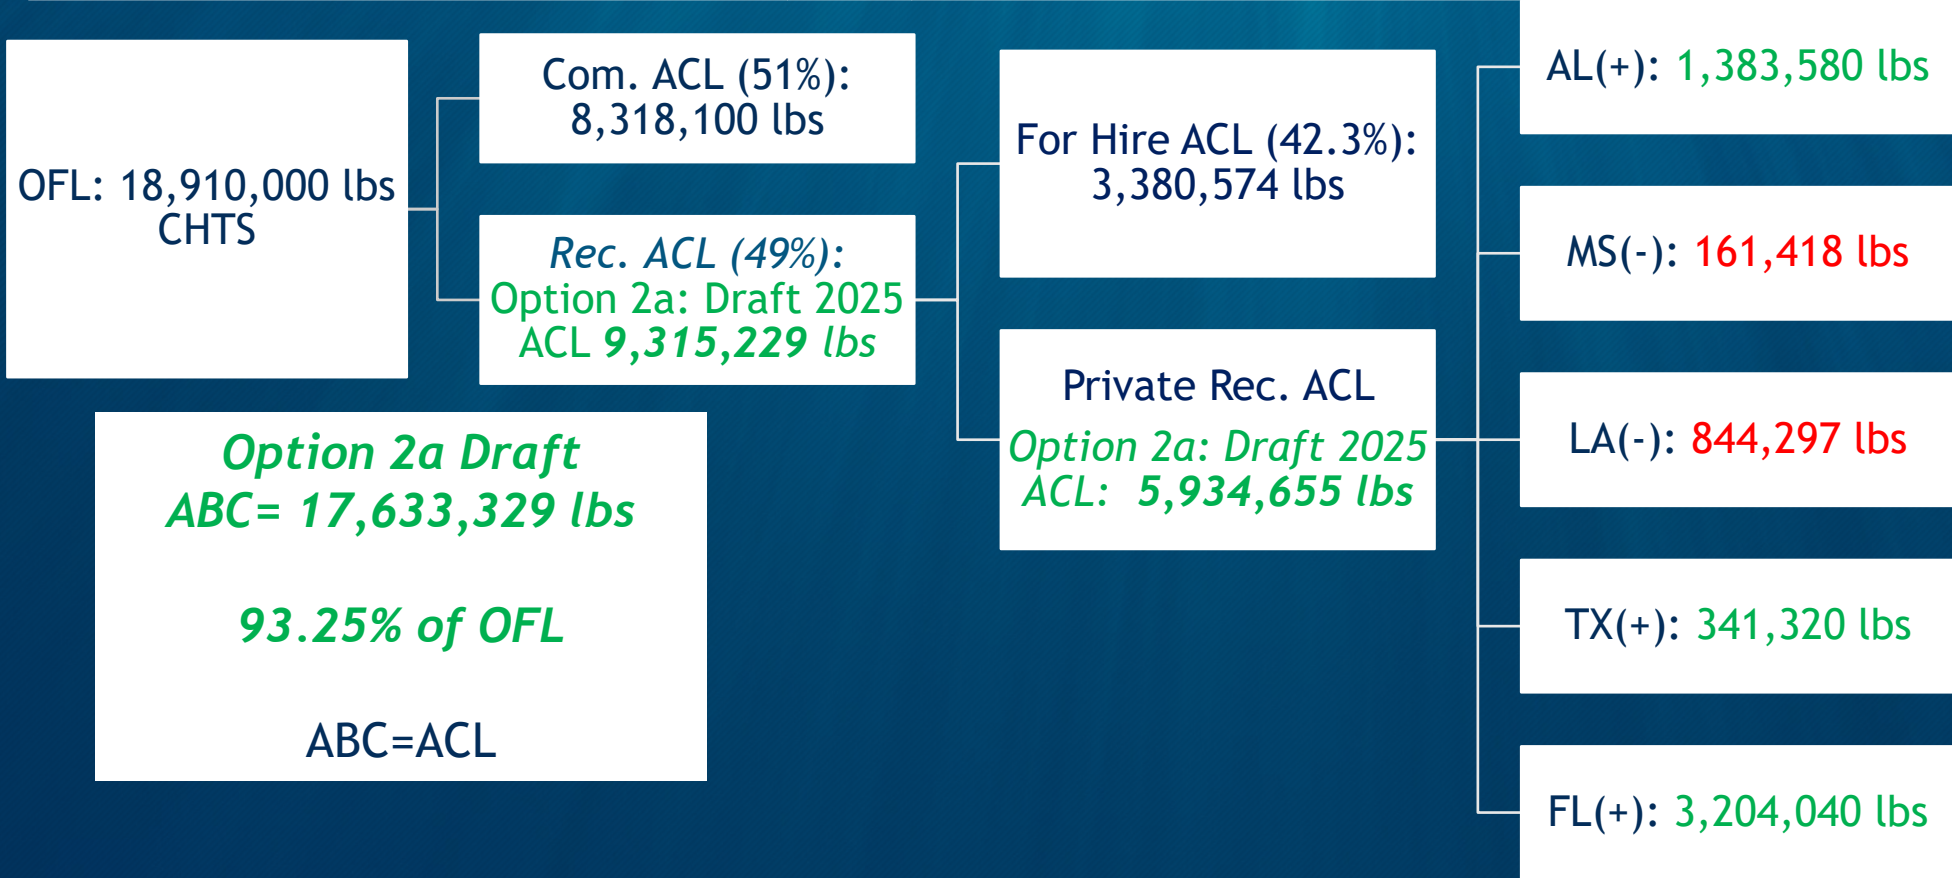 OFL: 18,910,000 lbs
CHTS
Com. ACL (51%):
8,318,100 lbs
Rec. ACL (49%):
Option 2a: Draft 2025
ACL 9,315,229 lbs
Option 2a Draft
ABC= 17,633,329 lbs
93.25% of OFL
ABC=ACL
For Hire ACL (42.3%):
3,380,574 lbs
Private Rec. ACL
Option 2a: Draft 2025
ACL: 5,934,655 lbs
AL(+): 1,383,580 lbs
MS(-): 161,418 lbs
LA(-): 844,297 lbs
TX(+): 341,320 lbs
FL(+): 3,204,040 lbs